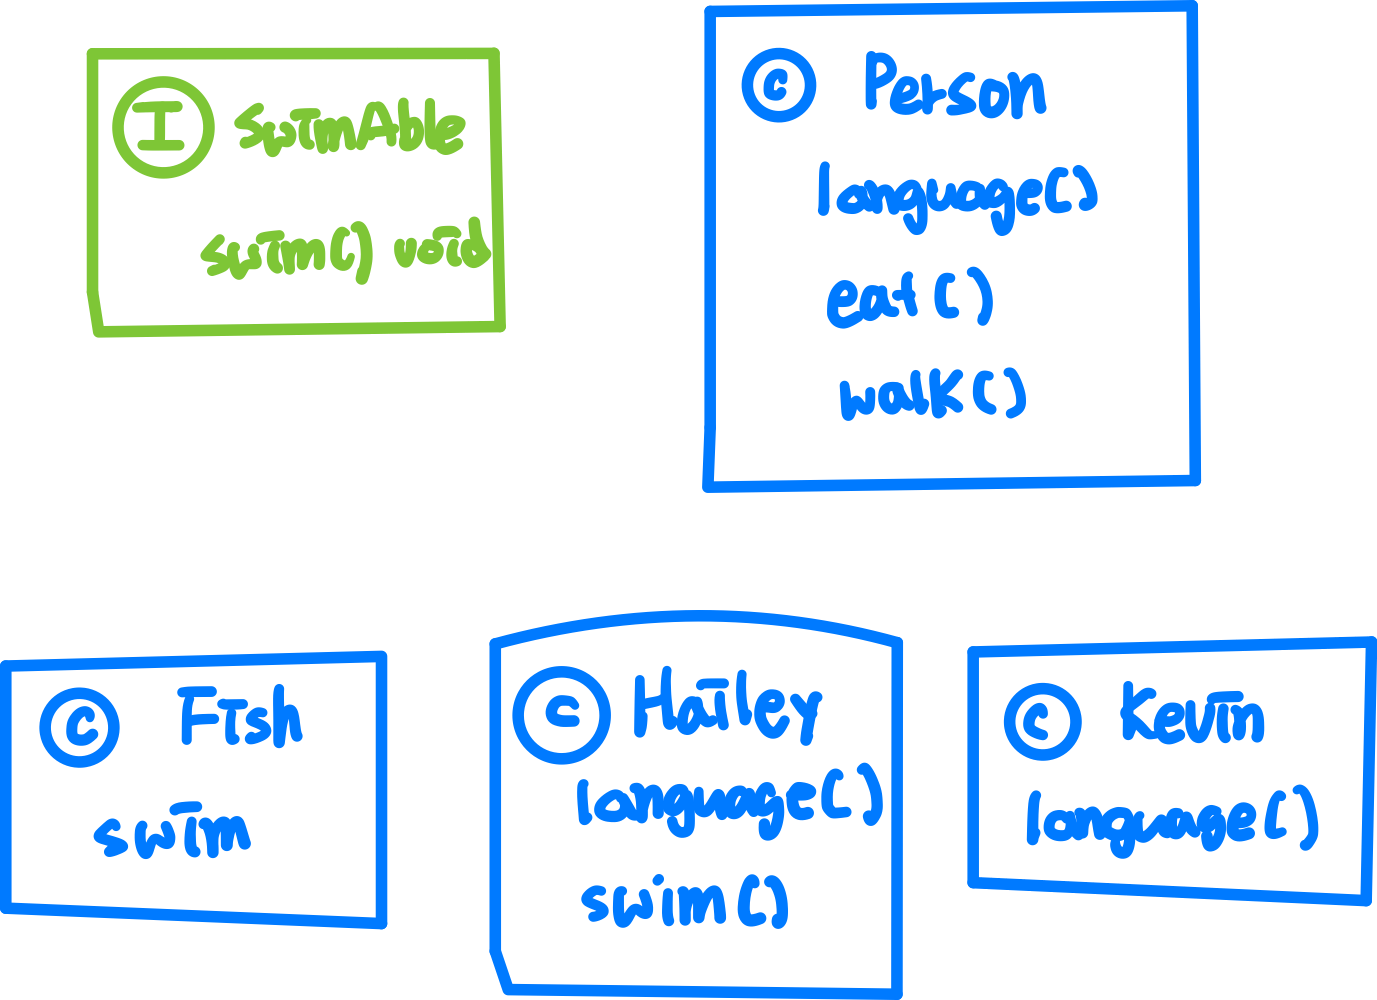 I SwimAble
swim() void
C Person
language()
eat()
walk()
C Fish
swim
C Hailey
language()
swim()
C Kevin
language()